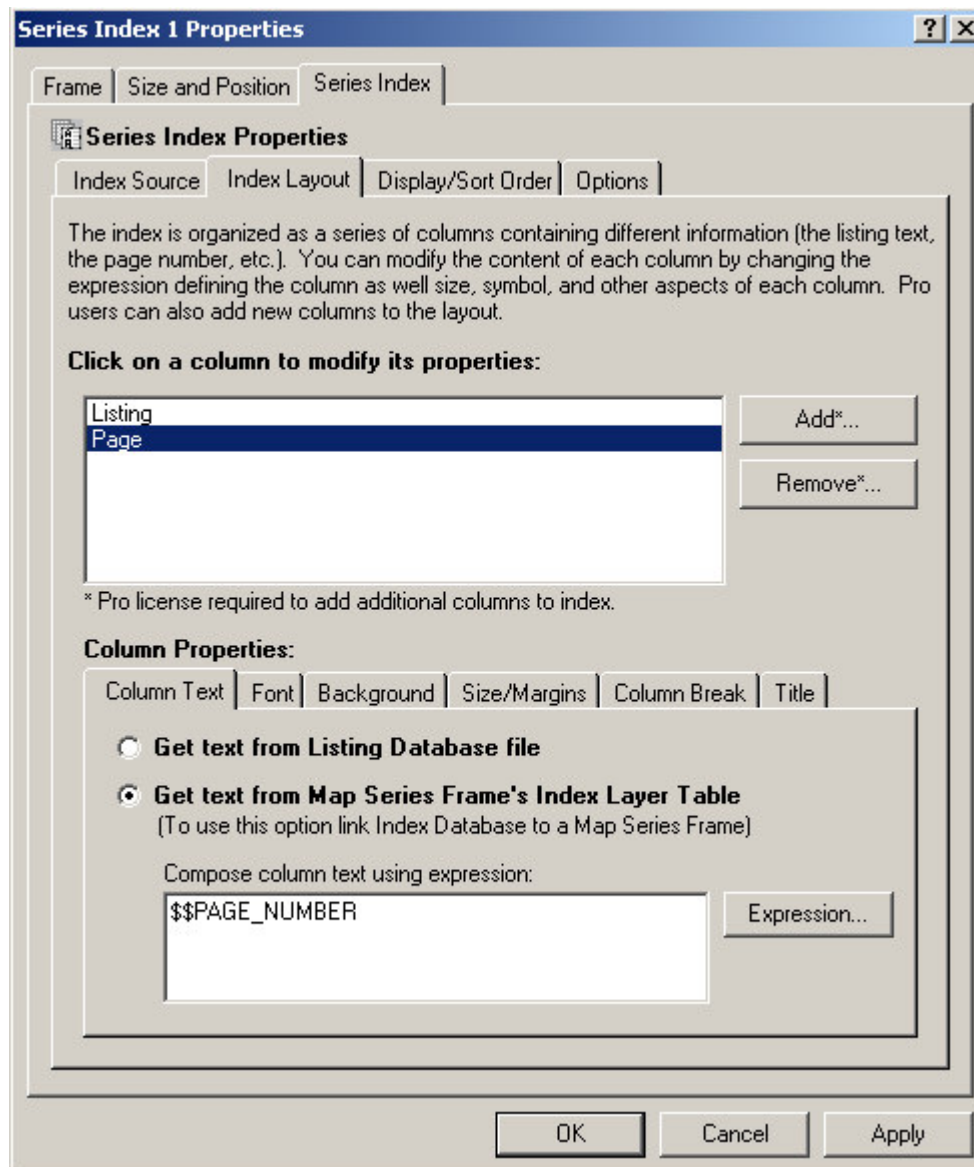 Series Index 1 Properties
Frame Size and Position Series Index
Series Index Properties
Index Source Index Layout Display/Sort Order Options
The index is organized as a series of columns containing different information (the listing text,
the page number, etc.). You can modify the content of each column by changing the
expression defining the column as well size, symbol, and other aspects of each column. Pro
users can also add new columns to the layout.
Click on a column to modify its properties:
Listing
Page
Add*...
Remove*...
* Pro license required to add additional columns to index.
Column Properties:
Column Text Font Background Size/Margins Column Break Title
Get text from Listing Database file
Get text from Map Series Frame's Index Layer Table
(To use this option link Index Database to a Map Series Frame)
Compose column text using expression:
$$PAGE_NUMBER
Expression...
OK Cancel Apply